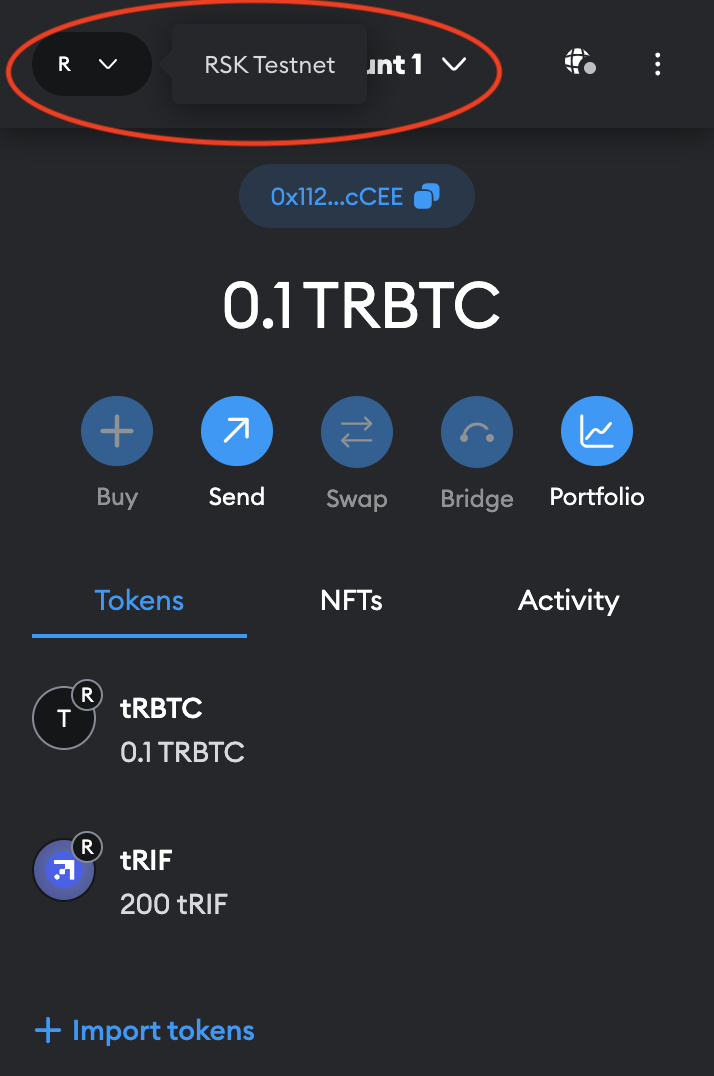 R
RSK Testnet
unt 1
0x112...cCEE
0.1 TRBTC
Buy
Send
Swap
Bridge
Portfolio
Tokens
NFTs
Activity
T
R
tRBTC
0.1 TRBTC
R
tRIF
200 tRIF
+ Import tokens